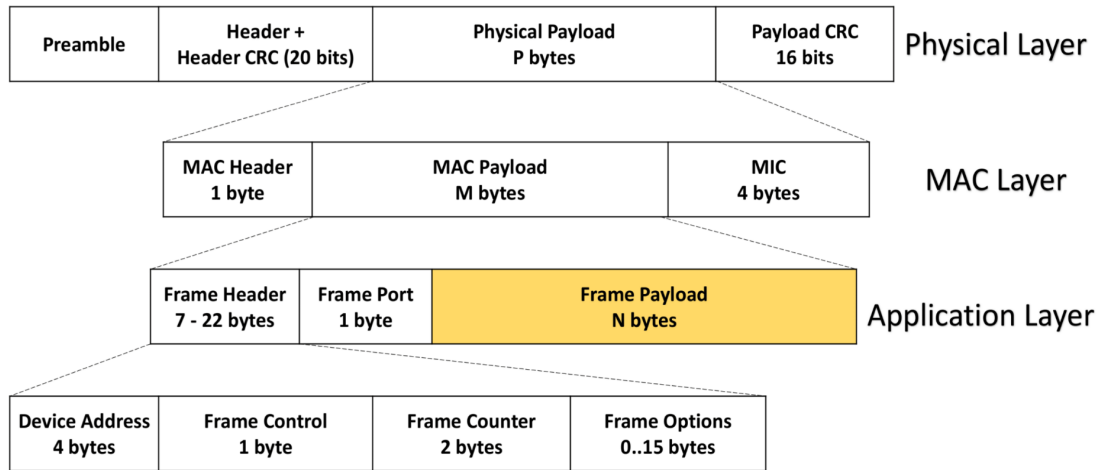 Preamble
Header +
Header CRC (20 bits)
Physical Payload
P bytes
Payload CRC
16 bits
Physical Layer
MAC Header
1 byte
MAC Payload
M bytes
MIC
4 bytes
MAC Layer
Frame Header
7 - 22 bytes
Frame Port
1 byte
Frame Payload
N bytes
Application Layer
Device Address
4 bytes
Frame Control
1 byte
Frame Counter
2 bytes
Frame Options
0..15 bytes